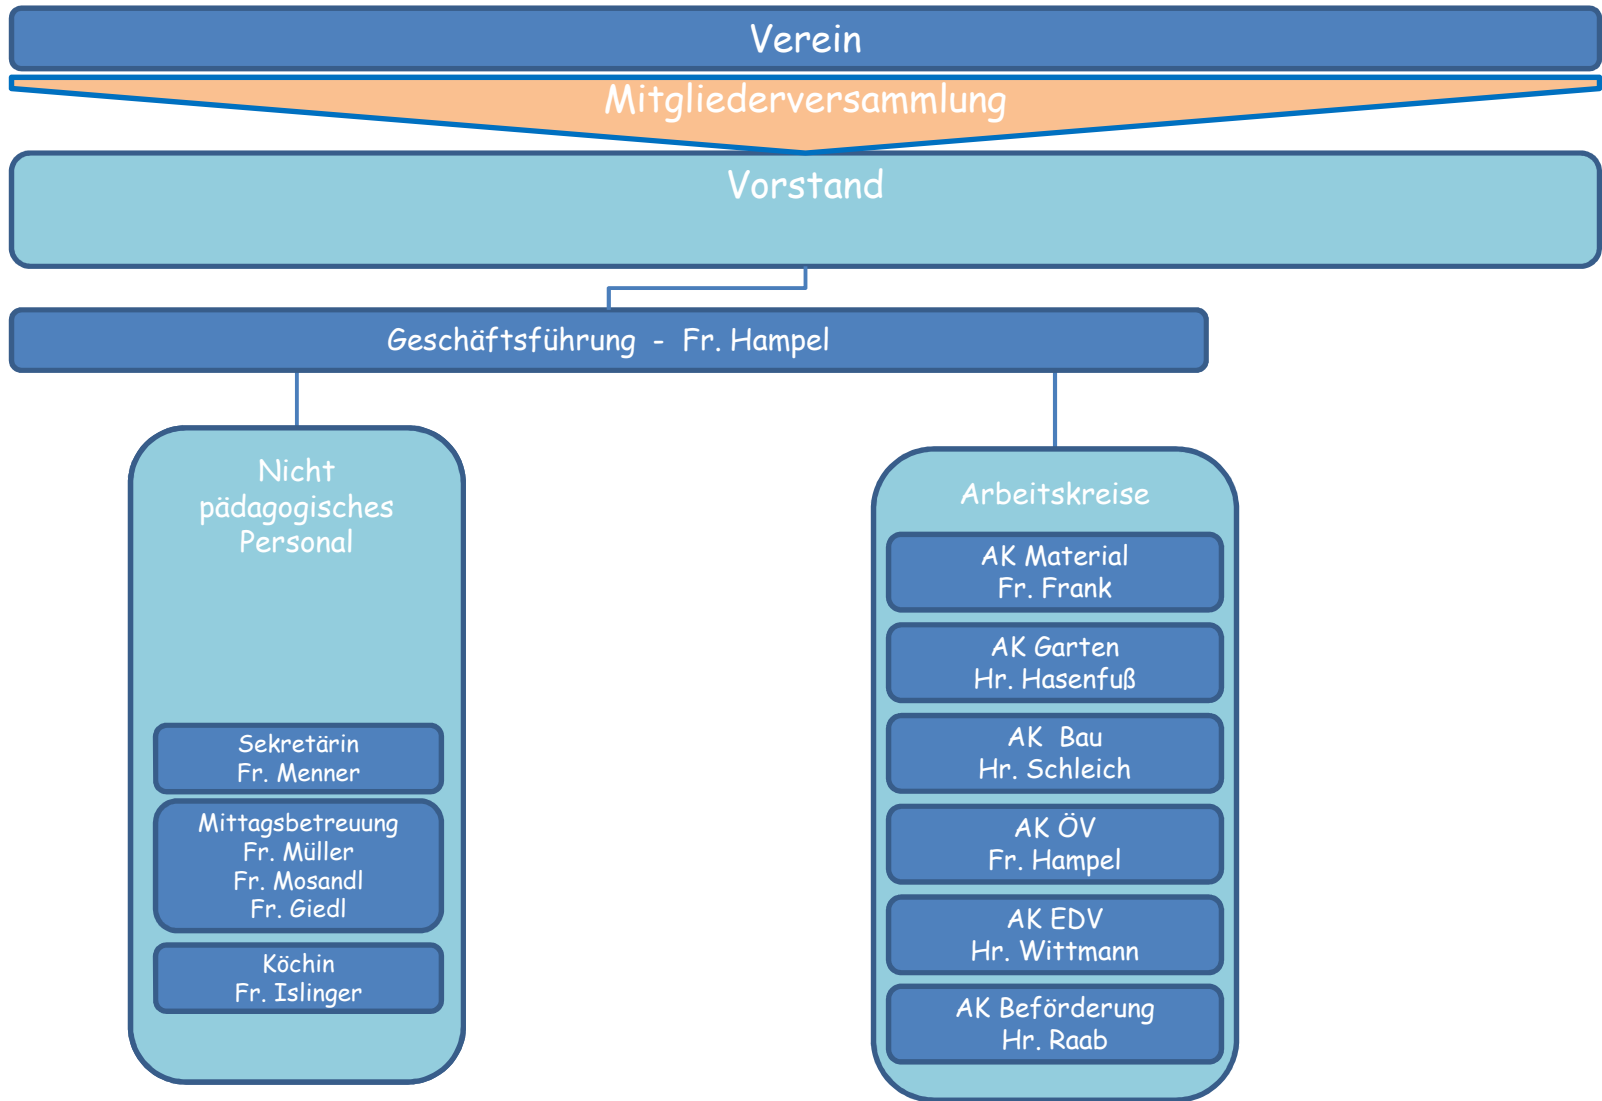 Verein
Mitgliederversammlung
Vorstand
Geschäftsführung - Fr. Hampel
Nicht
pädagogisches
Personal
Sekretärin
Fr. Menner
Mittagsbetreuung
Fr. Müller
Fr. Mosandl
Fr. Giedl
Köchin
Fr. Islinger
Arbeitskreise
AK Material
Fr. Frank
AK Garten
Hr. Hasenfuß
AK Bau
Hr. Schleich
AK ÖV
Fr. Hampel
AK EDV
Hr. Wittmann
AK Beförderung
Hr. Raab